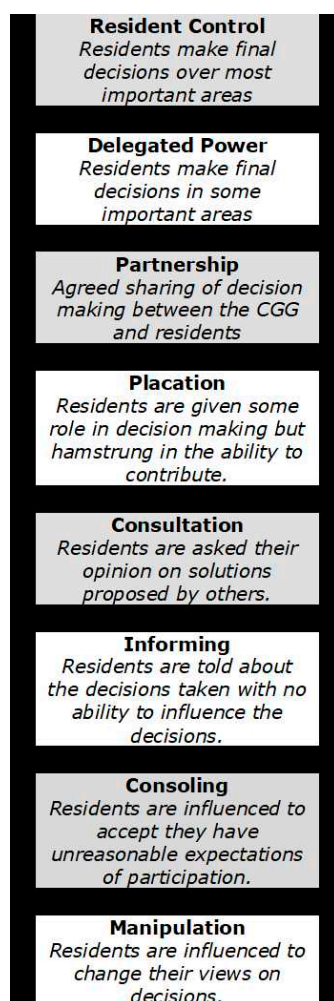 Resident Control
Residents make final
decisions over most
important areas
Delegated Power
Residents make final
decisions in some
important areas
Partnership
Agreed sharing of decision
making between the CGG
and residents
Placation
Residents are given some
role in decision making but
hamstrung in the ability to
contribute.
Consultation
Residents are asked their
opinion on solutions
proposed by others.
Informing
Residents are told about
the decisions taken with no
ability to influence the
decisions.
Consoling
Residents are influenced to
accept they have
unreasonable expectations
of participation.
Manipulation
Residents are influenced to
change their views on
decisions.